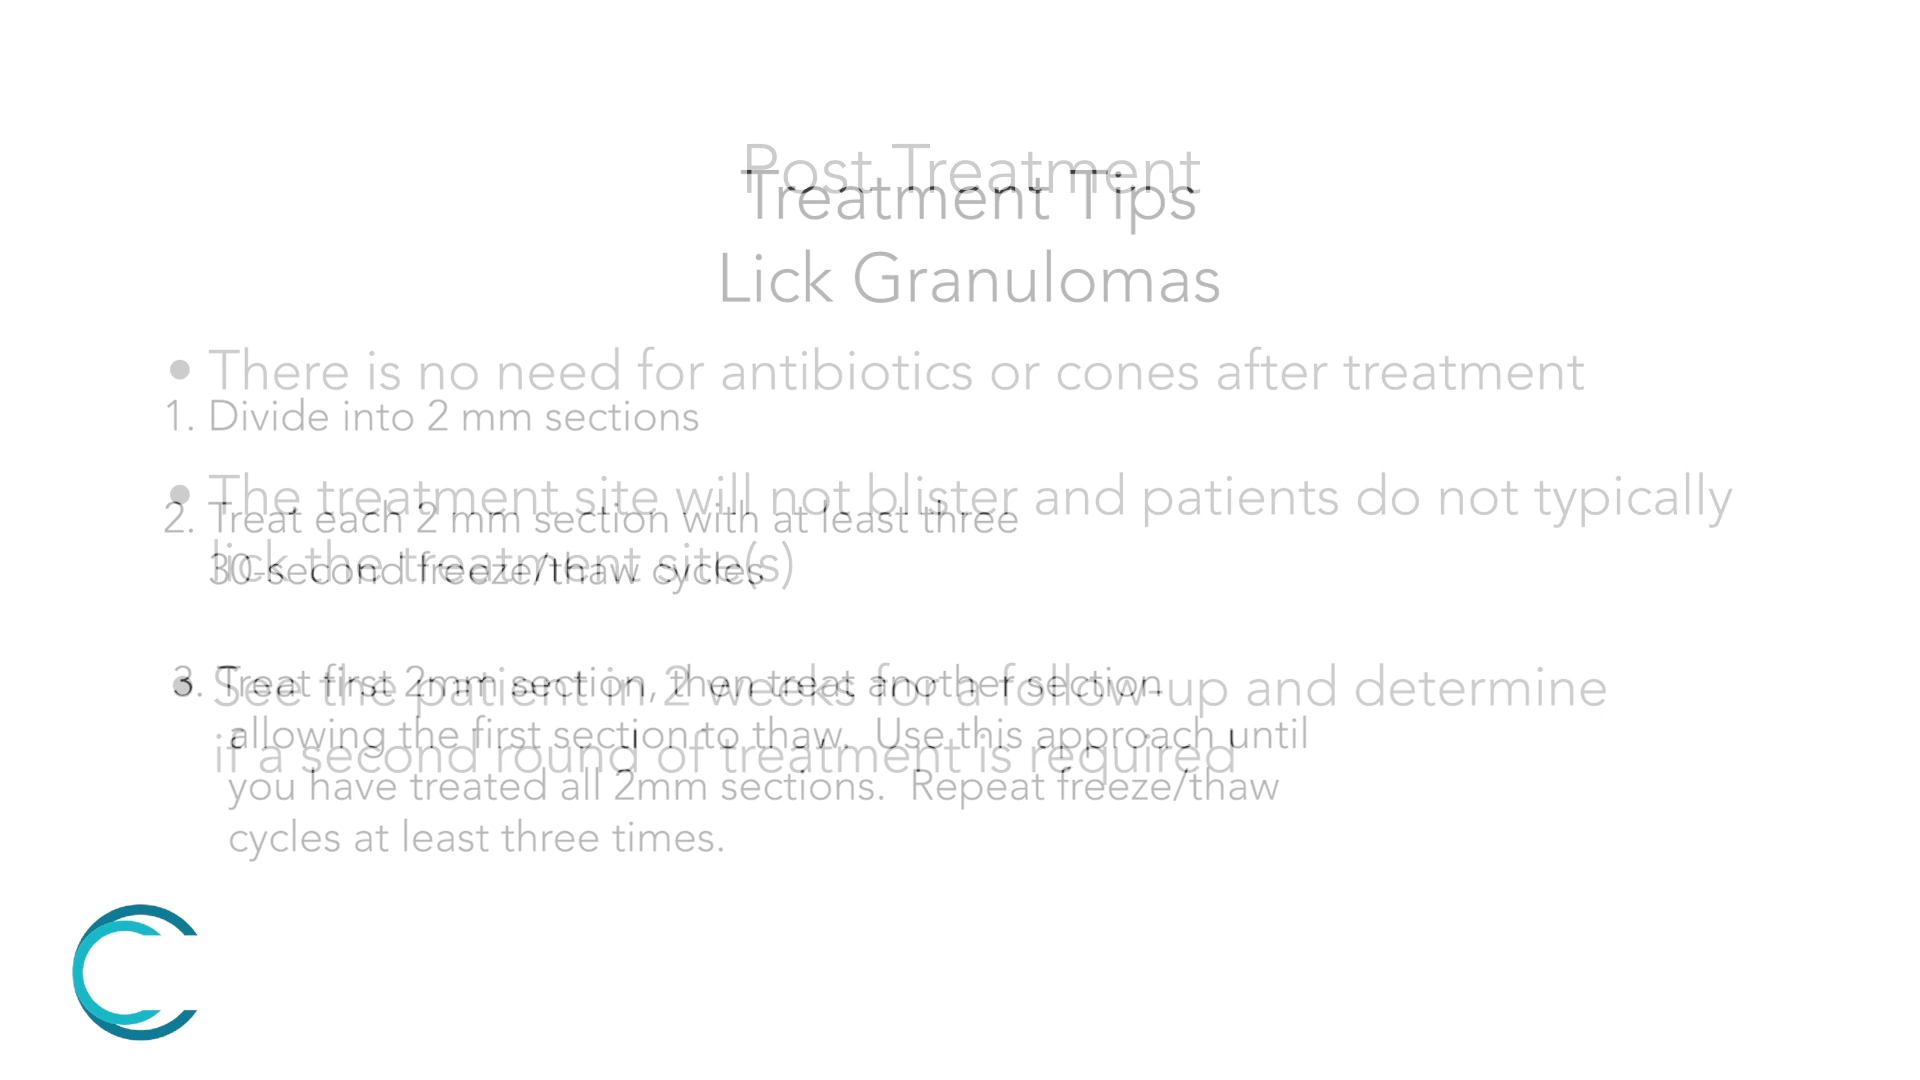 Post Treatment
Treatment Tips
Lick Granulomas
• There is no need for antibiotics or cones after treatment
1. Divide into 2 mm sections
• The treatment site will not blister and patients do not typically
lick the treatment site(s)
2. Treat each 2 mm section with at least three
30-second freeze/thaw cycles
• See the patient in 2 weeks for a follow-up and determine
if a second round of treatment is required
3. Treat first 2mm section, then treat another section
allowing the first section to thaw. Use this approach until
you have treated all 2mm sections. Repeat freeze/thaw
cycles at least three times.